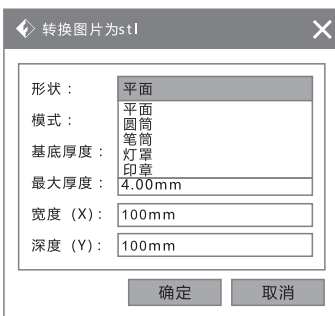 转换图片为stl
形状： 平面
平面
模式： 圆筒
笔筒
基底厚度： 灯罩
印章
最大厚度： 4.00mm
宽度（X）： 100mm
深度（Y）： 100mm
确定 取消